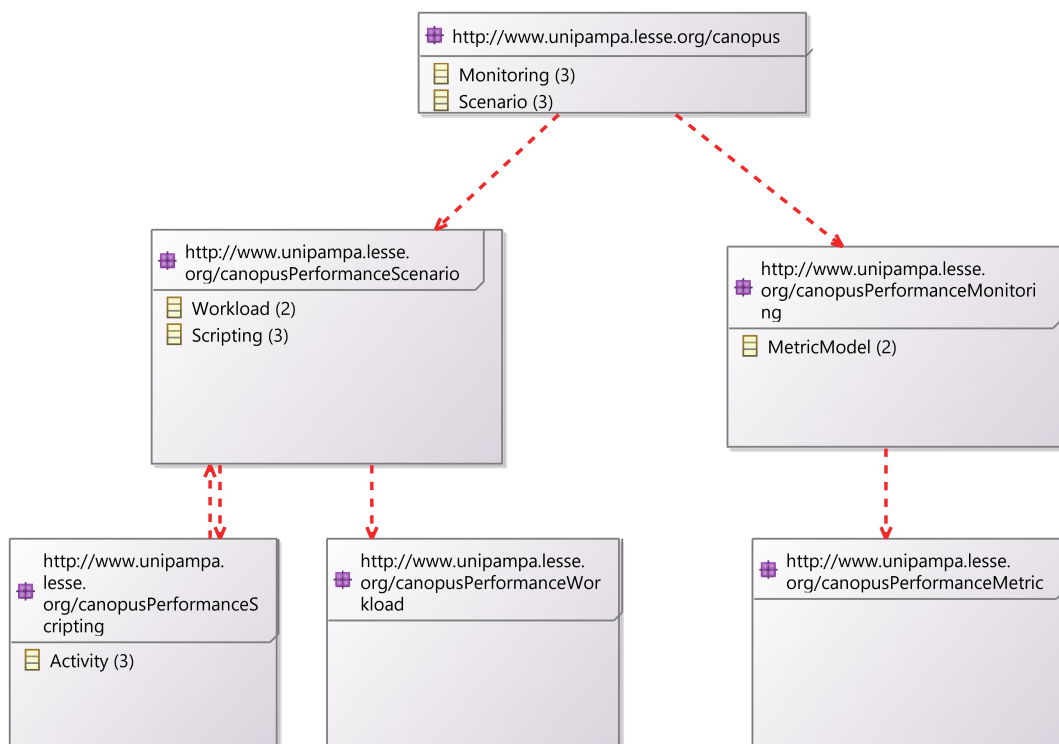 http://www.unipampa.lesse.org/canopus
Monitoring (3)
Scenario (3)
http://www.unipampa.lesse.
org/canopusPerformanceScenario
Workload (2)
Scripting (3)
http://www.unipampa.lesse.
org/canopusPerformanceMonitori
ng
MetricModel (2)
http://www.unipampa.
lesse.
org/canopusPerformanceS
cripting
Activity (3)
http://www.unipampa.lesse.
org/canopusPerformanceWor
kload
http://www.unipampa.lesse.
org/canopusPerformanceMetric